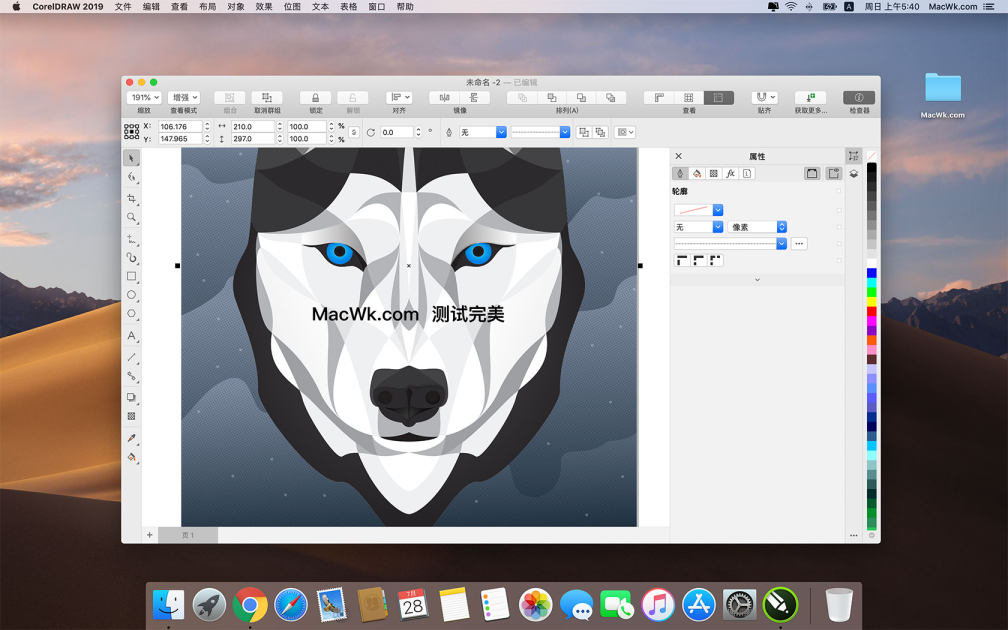 CorelDRAW 2019 文件 编辑 查看 布局 对象 效果 位图 文本 表格 窗口 帮助 A 周日 上午5:40 MacWk.com
未命名 -2 — 已编辑
191% 增强
缩放 查看模式 组合 取消群组 锁定 解锁 对齐 镜像 排列(A) 查看 贴齐 获取更多... 检查器
X: 106.176 210.0 100.0 % 0.0 ° 无
Y: 147.965 297.0 100.0 %
属性
轮廓
无 像素
MacWk.com 测试完美
页 1
MacWk.com
7月
28